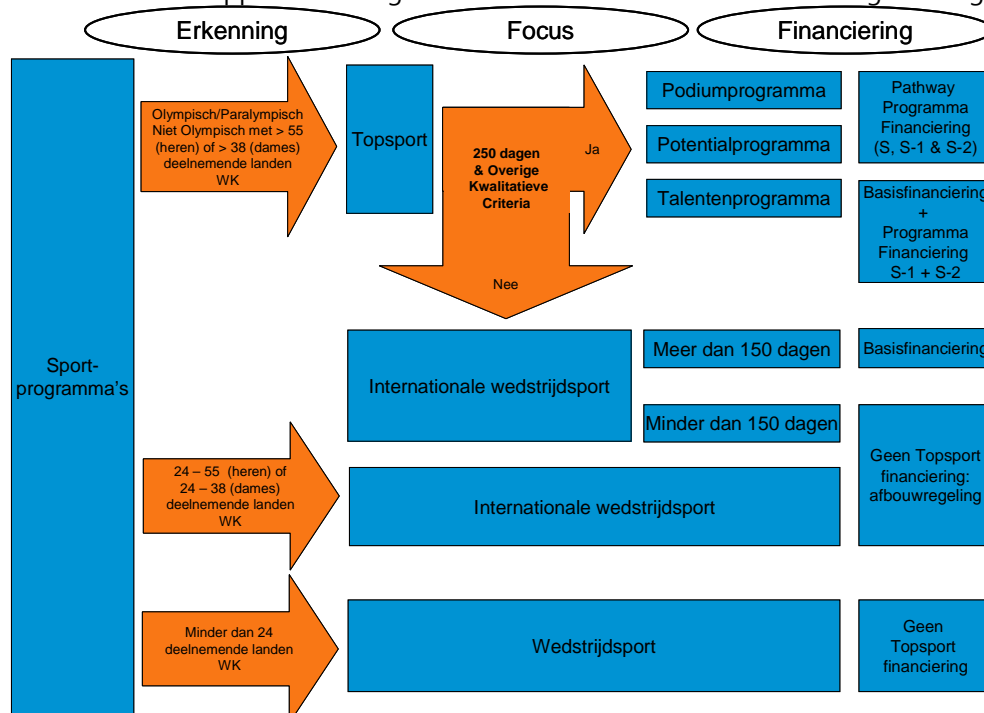 Erkenning
Focus
Financiering
Olympisch/Paralympisch
Niet Olympisch met > 55
(heren) of > 38 (dames)
deelnemende landen
WK
Topsport
250 dagen
& Overige
Kwalitatieve
Criteria
Ja
Nee
Podiumprogramma
Potentialprogramma
Talentenprogramma
Pathway
Programma
Financiering
(S, S-1 & S-2)
Basisfinanciering
+
Programma
Financiering
S-1 + S-2
Sport-
programma's
Internationale wedstrijdsport
Meer dan 150 dagen
Basisfinanciering
Minder dan 150 dagen
Geen Topsport
financiering:
afbouwregeling
24 – 55 (heren) of
24 – 38 (dames)
deelnemende landen
WK
Internationale wedstrijdsport
Minder dan 24
deelnemende landen
WK
Wedstrijdsport
Geen
Topsport
financiering